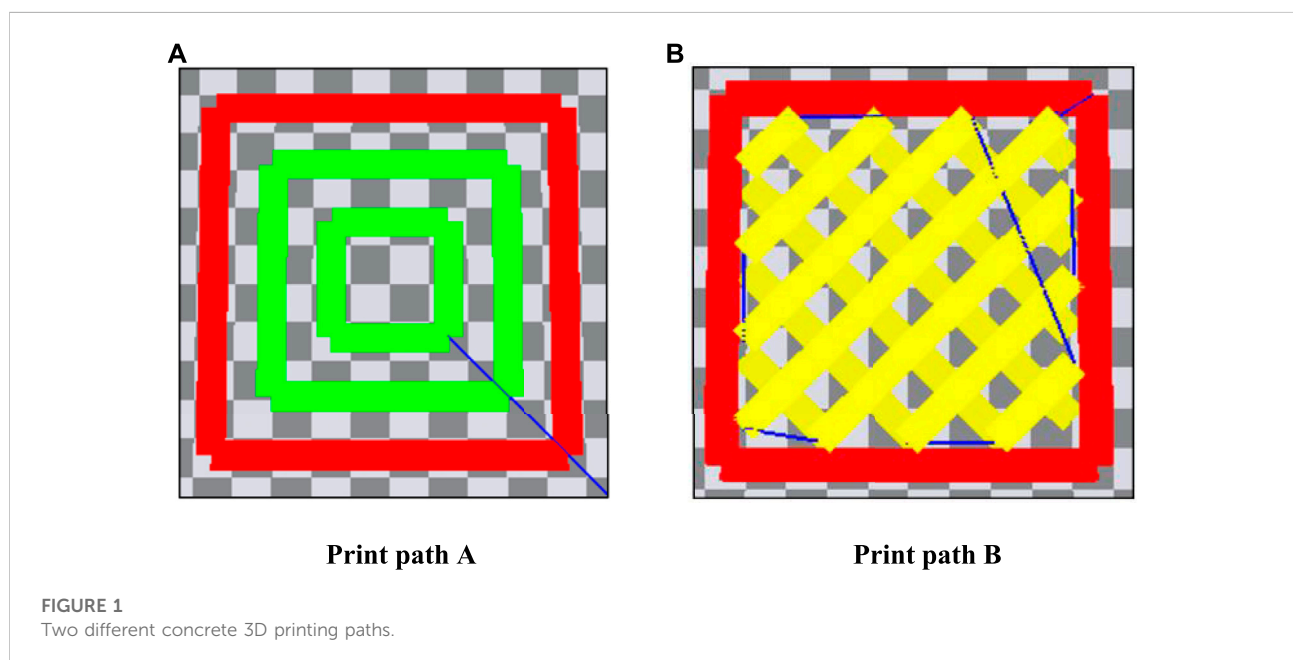 A
B
Print path A
Print path B
FIGURE 1
Two different concrete 3D printing paths.